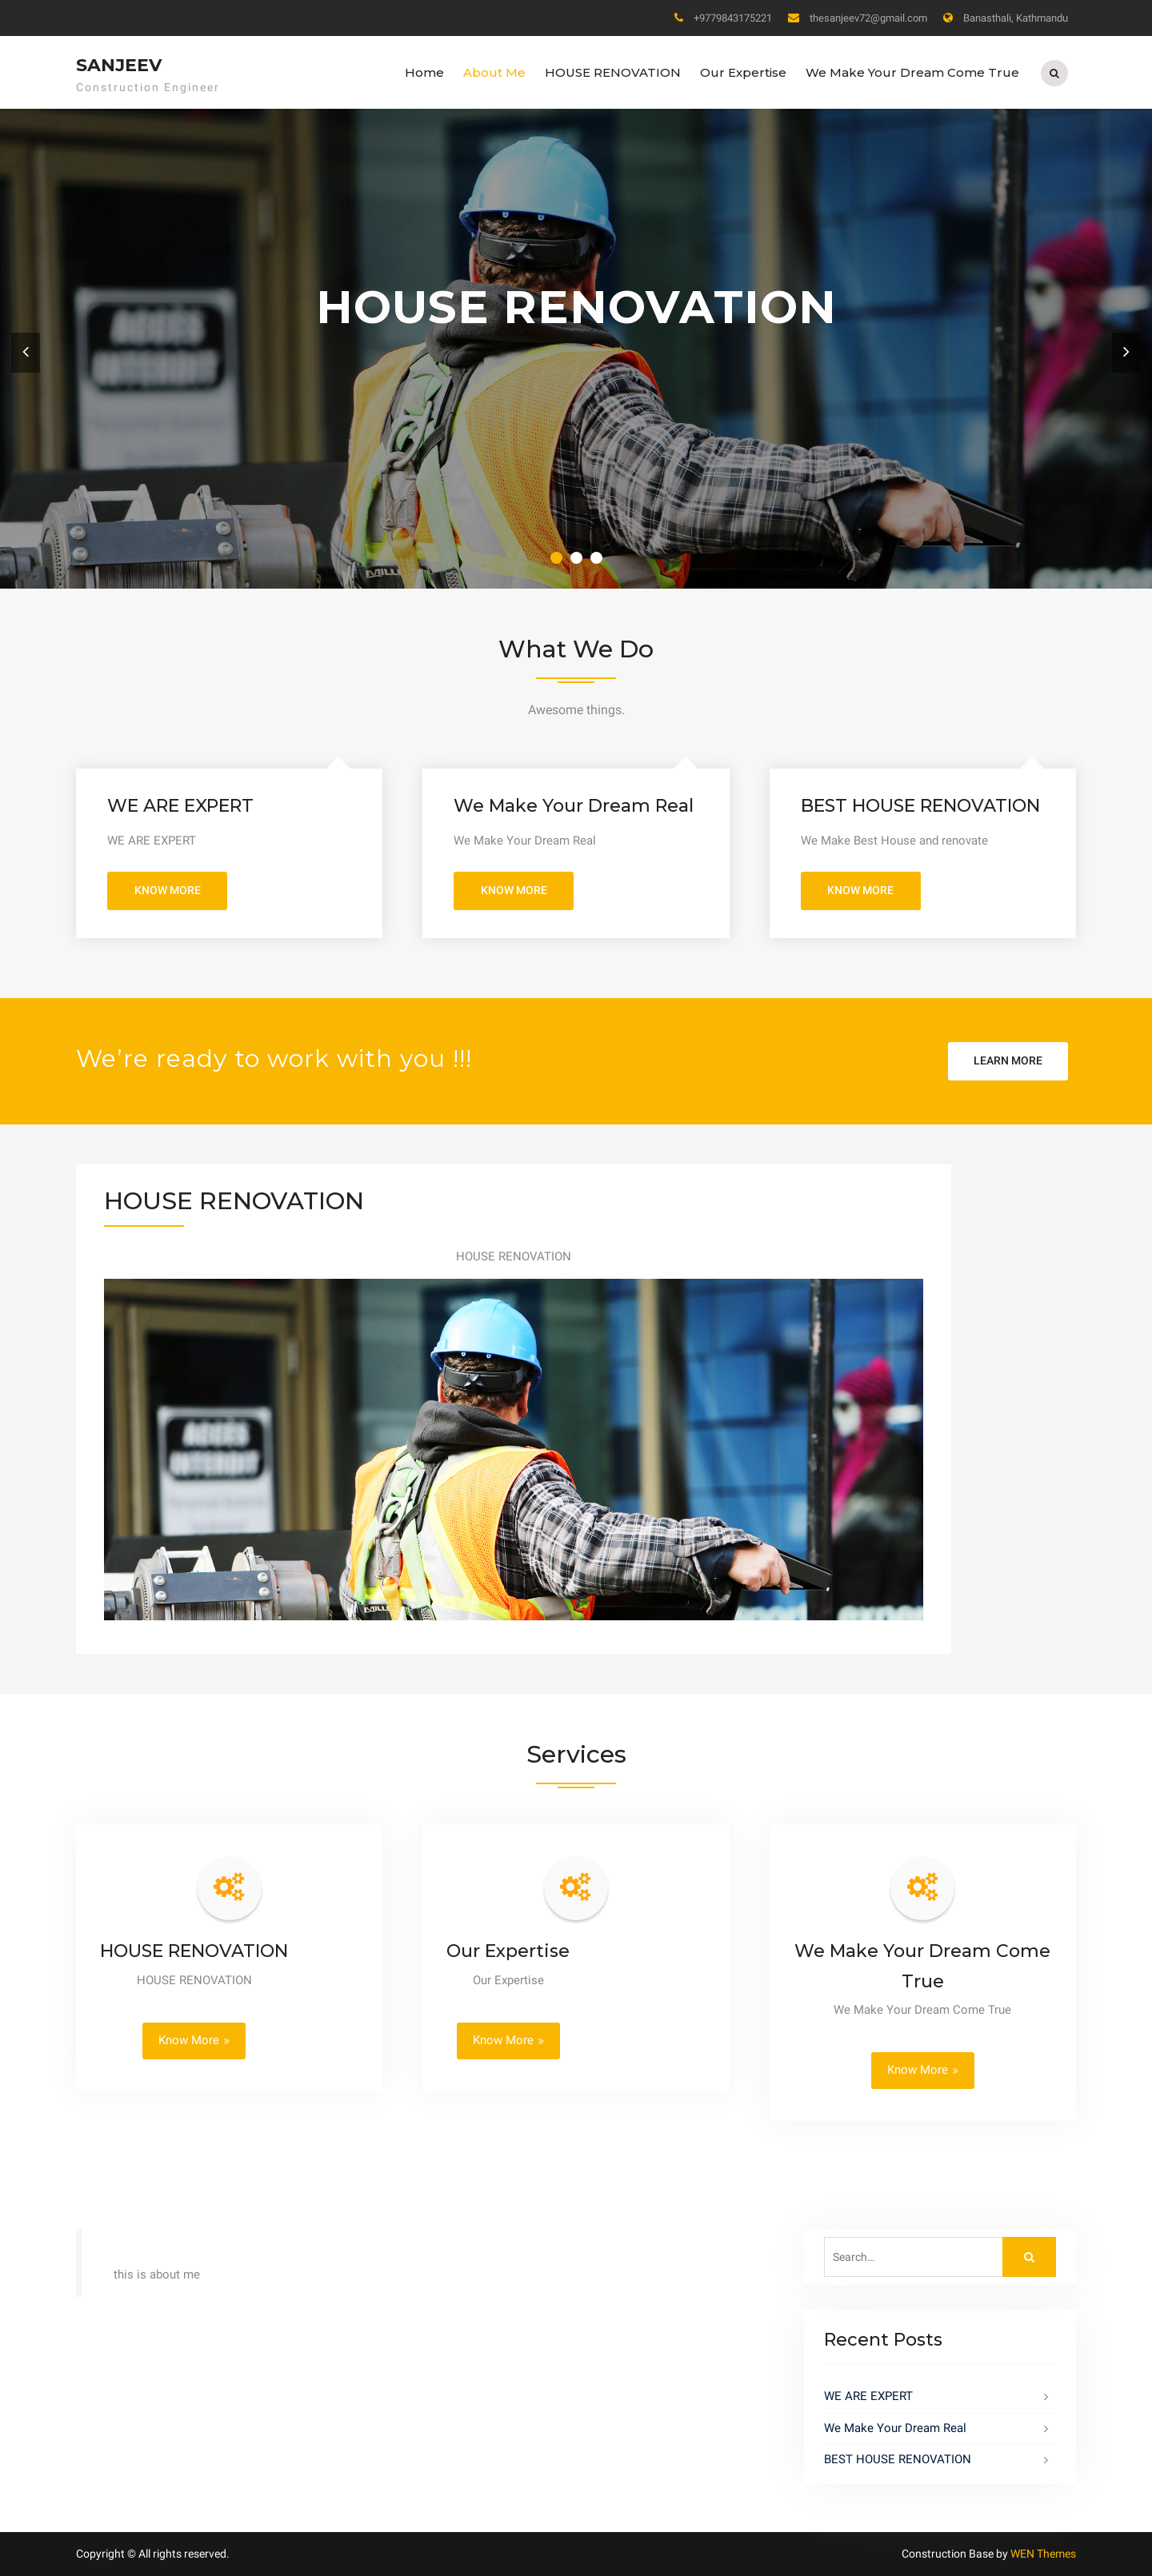 +9779843175221 thesanjeev72@gmail.com Banasthali, Kathmandu
SANJEEV
Construction Engineer
Home About Me HOUSE RENOVATION Our Expertise We Make Your Dream Come True
HOUSE RENOVATION
What We Do
Awesome things.
WE ARE EXPERT
WE ARE EXPERT
KNOW MORE
We Make Your Dream Real
We Make Your Dream Real
KNOW MORE
BEST HOUSE RENOVATION
We Make Best House and renovate
KNOW MORE
We’re ready to work with you !!!
LEARN MORE
HOUSE RENOVATION
HOUSE RENOVATION
Services
HOUSE RENOVATION
HOUSE RENOVATION
Know More »
Our Expertise
Our Expertise
Know More »
We Make Your Dream Come
True
We Make Your Dream Come True
Know More »
this is about me
Search...
Recent Posts
WE ARE EXPERT
We Make Your Dream Real
BEST HOUSE RENOVATION
Copyright © All rights reserved.
Construction Base by WEN Themes